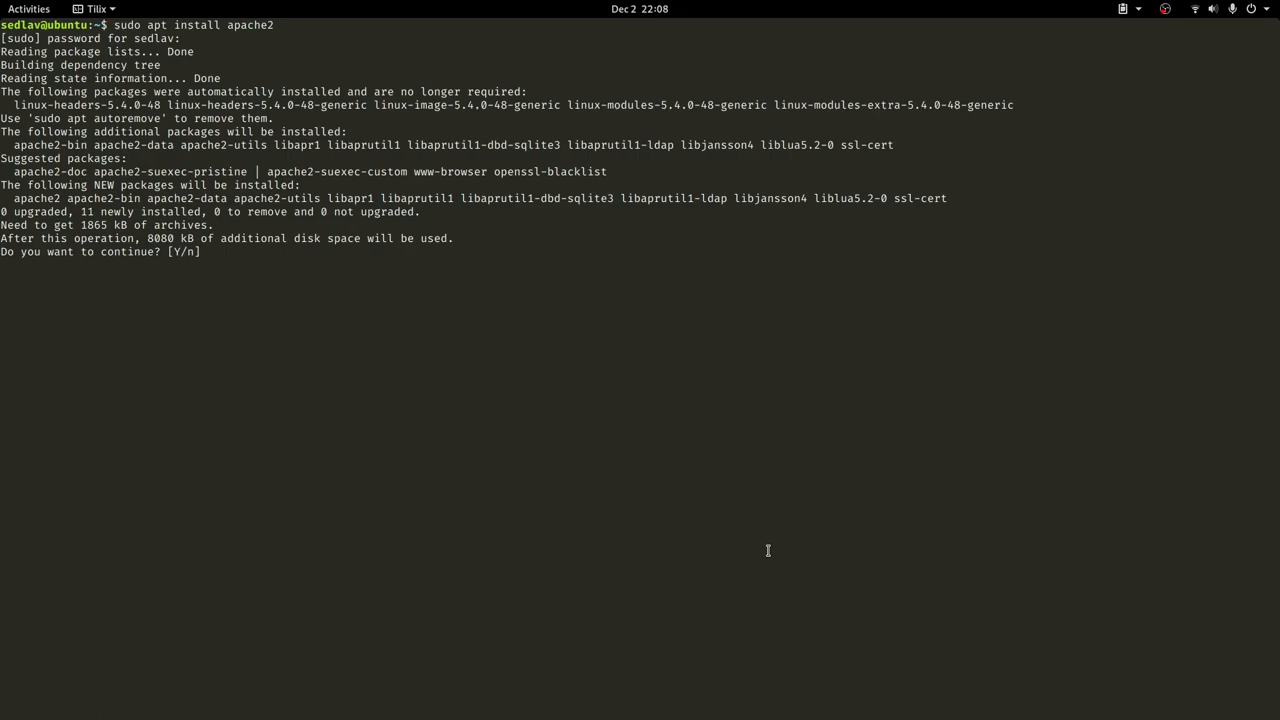 Activities Tilix Dec 2 22:08
sedlav@ubuntu:~$ sudo apt install apache2
[sudo] password for sedlav:
Reading package lists... Done
Building dependency tree
Reading state information... Done
The following packages were automatically installed and are no longer required:
  linux-headers-5.4.0-48 linux-headers-5.4.0-48-generic linux-image-5.4.0-48-generic linux-modules-5.4.0-48-generic linux-modules-extra-5.4.0-48-generic
Use 'sudo apt autoremove' to remove them.
The following additional packages will be installed:
  apache2-bin apache2-data apache2-utils libapr1 libaprutil1 libaprutil1-dbd-sqlite3 libaprutil1-ldap libjansson4 liblua5.2-0 ssl-cert
Suggested packages:
  apache2-doc apache2-suexec-pristine | apache2-suexec-custom www-browser openssl-blacklist
The following NEW packages will be installed:
  apache2 apache2-bin apache2-data apache2-utils libapr1 libaprutil1 libaprutil1-dbd-sqlite3 libaprutil1-ldap libjansson4 liblua5.2-0 ssl-cert
0 upgraded, 11 newly installed, 0 to remove and 0 not upgraded.
Need to get 1865 kB of archives.
After this operation, 8080 kB of additional disk space will be used.
Do you want to continue? [Y/n]